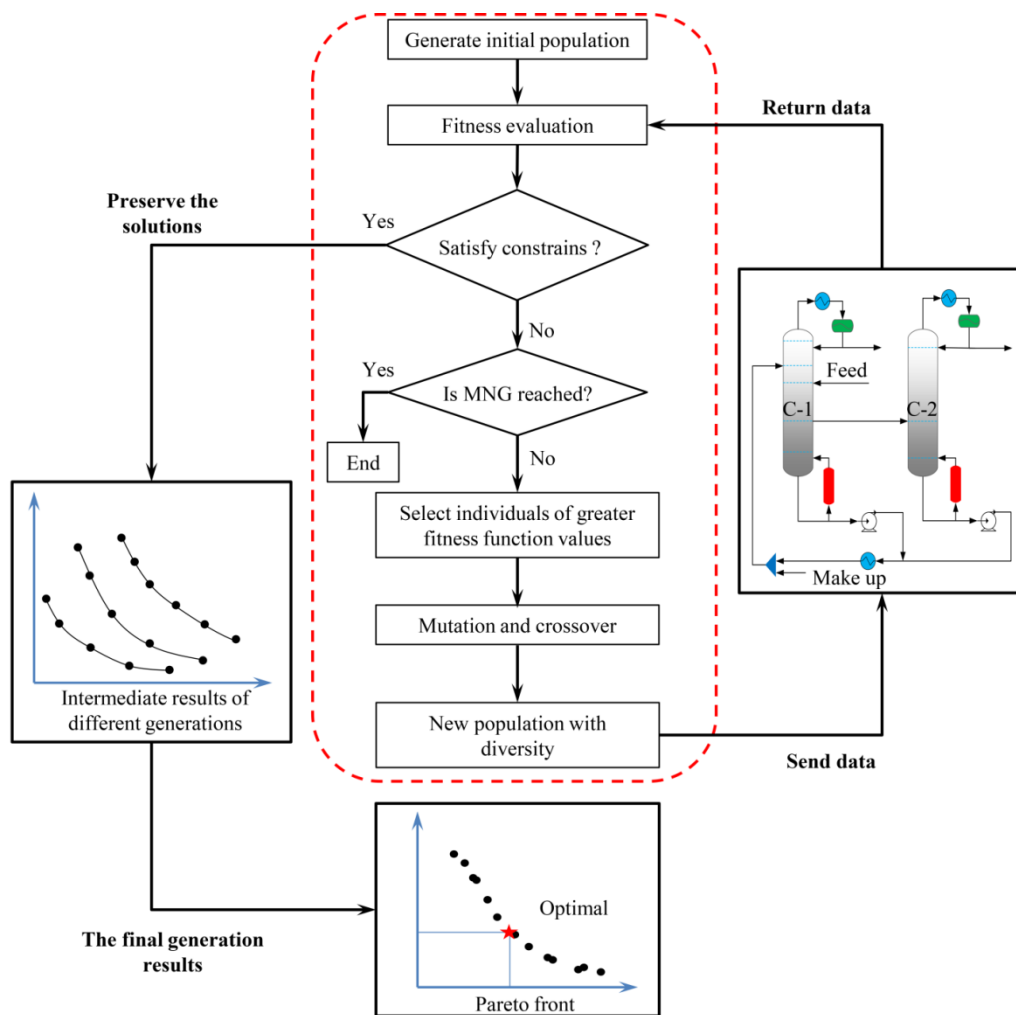 Generate initial population
Return data
Fitness evaluation
Preserve the
solutions
Yes
Satisfy constrains ?
No
Yes
Is MNG reached?
End
No
Feed
C-1
C-2
Make up
Select individuals of greater
fitness function values
Mutation and crossover
Intermediate results of
different generations
New population with
diversity
Send data
Optimal
The final generation
results
Pareto front